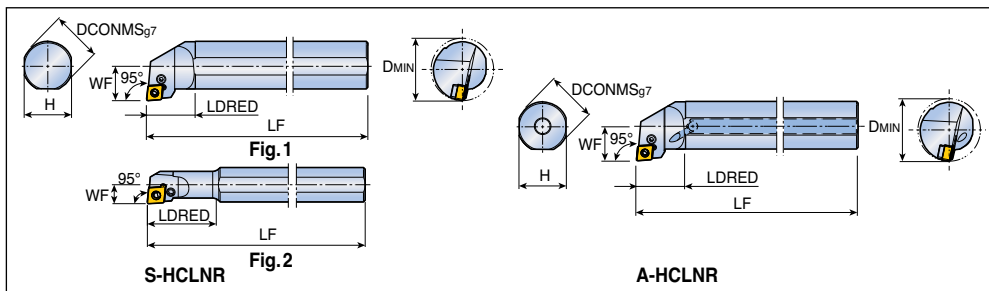 DCONMSg7
WF
95°
H
LDRED
LF
Fig.1
DMIN
95°
WF
LDRED
LF
Fig.2
S-HCLNR
DCONMSg7
WF
95°
H
LDRED
LF
DMIN
A-HCLNR